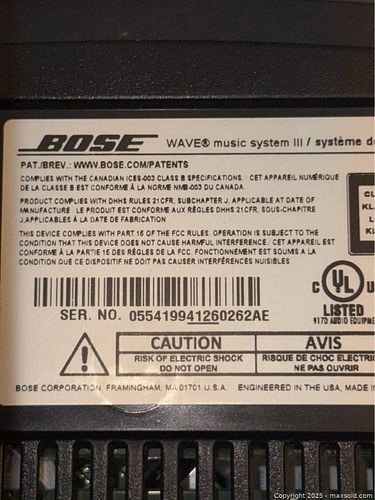 BOSE WAVE® music system III / système de
PAT./BREV.: WWW.BOSE.COM/PATENTS
COMPLIES WITH THE CANADIAN ICES-003 CLASS B SPECIFICATIONS. CET APPAREIL NUMÉRIQUE
DE LA CLASSE B EST CONFORME À LA NORME NMB-003 DU CANADA.
PRODUCT COMPLIES WITH DHHS RULES 21CFR, SUBCHAPTER J, APPLICABLE AT DATE OF
MANUFACTURE. LE PRODUIT EST CONFORME AUX RÈGLES DHHS 21CFR, SOUS-CHAPITRE
J,APPLICABLES À LA DATE DE FABRICATION
THIS DEVICE COMPLIES WITH PART 15 OF THE FCC RULES. OPERATION IS SUBJECT TO THE
CONDITION THAT THIS DEVICE DOES NOT CAUSE HARMFUL INTERFERENCE. CET APPAREIL EST
CONFORME À LA PARTIE 15 DES RÈGLES DE LA FCC. FONCTIONNEMENT EST SOUMIS A LA
CONDITION QUE CE DISPOSITIF NE DOIT PAS CAUSER INTERFÉRENCES NUISIBLES
CL
KL
L
KL
C UL U
LISTED
917D AUDIO EQUIPME
SER. NO. 055419941260262AE
CAUTION AVIS
RISK OF ELECTRIC SHOCK RISQUE DE CHOC ELECTRI
DO NOT OPEN NE PAS OUVRIR
BOSE CORPORATION, FRAMINGHAM, MA 01701 U.S.A. ENGINEERED IN THE USA, MADE
Copyright 2025 - maxsold.com